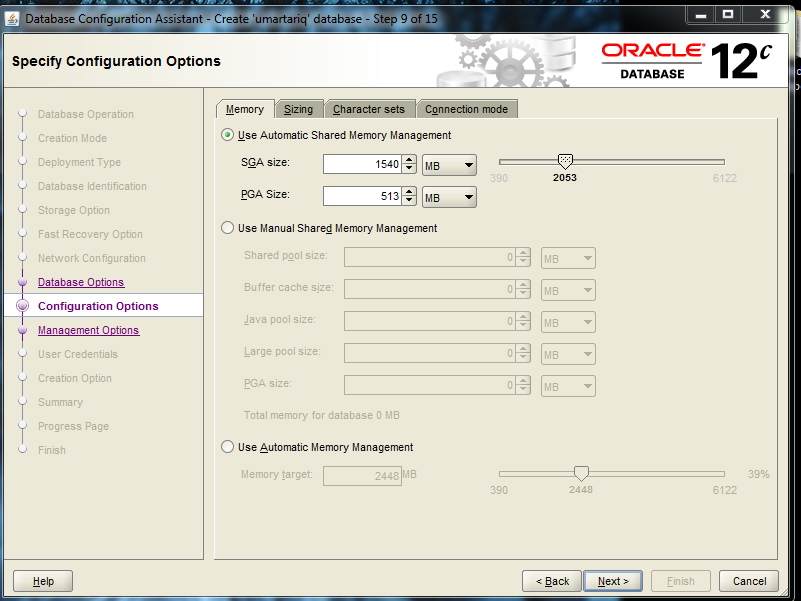 Database Configuration Assistant - Create 'umartariq' database - Step 9 of 15
Specify Configuration Options
ORACLE®
DATABASE 12c
Database Operation
Creation Mode
Deployment Type
Database Identification
Storage Option
Fast Recovery Option
Network Configuration
Database Options
Configuration Options
Management Options
User Credentials
Creation Option
Summary
Progress Page
Finish
Memory Sizing Character sets Connection mode
Use Automatic Shared Memory Management
SGA size: 1540 MB
390 2053 6122
PGA Size: 513 MB
Use Manual Shared Memory Management
Shared pool size: 0 MB
Buffer cache size: 0 MB
Java pool size: 0 MB
Large pool size: 0 MB
PGA size: 0 MB
Total memory for database 0 MB
Use Automatic Memory Management
Memory target: 2448 MB 39%
390 2448 6122
Help < Back Next > Finish Cancel